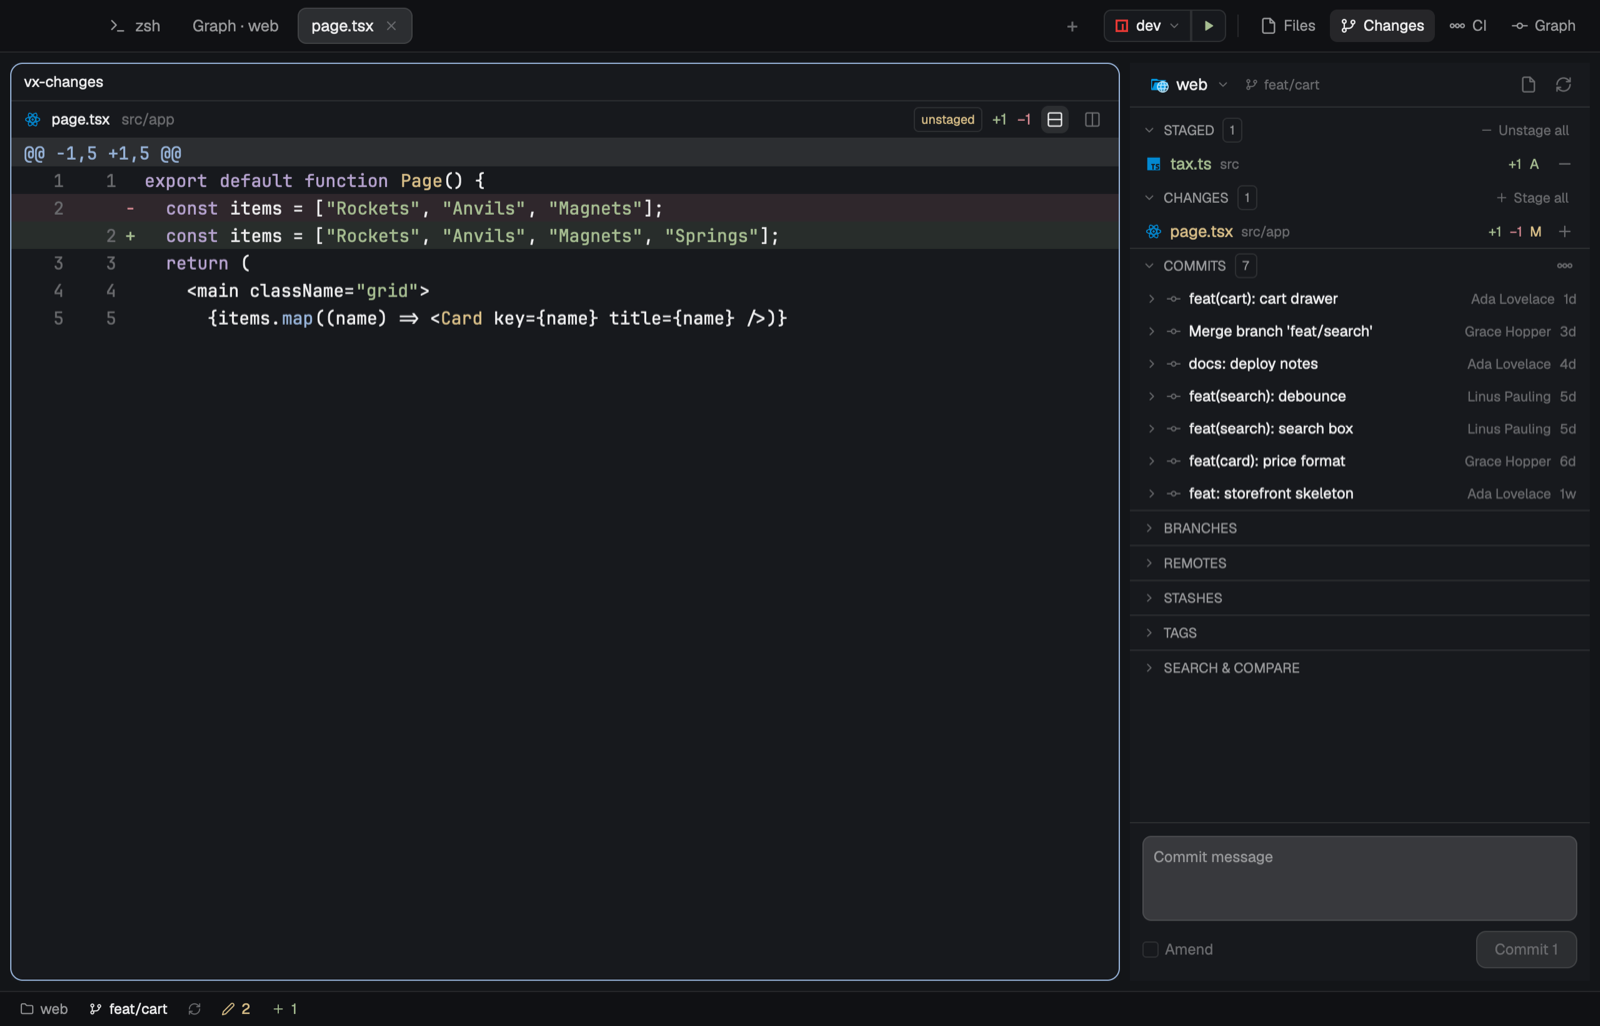 zsh
Graph · web
page.tsx
dev
Files
Changes
CI
Graph
vx-changes
page.tsx src/app
unstaged +1 −1
@@ -1,5 +1,5 @@
1 1 export default function Page() {
2 - const items = ["Rockets", "Anvils", "Magnets"];
2 + const items = ["Rockets", "Anvils", "Magnets", "Springs"];
3 3 return (
4 4 <main className="grid">
5 5 {items.map((name) => <Card key={name} title={name} />)}
web feat/cart
STAGED 1 − Unstage all
TS tax.ts src +1 A −
CHANGES 1 + Stage all
page.tsx src/app +1 −1 M +
COMMITS 7
feat(cart): cart drawer Ada Lovelace 1d
Merge branch 'feat/search' Grace Hopper 3d
docs: deploy notes Ada Lovelace 4d
feat(search): debounce Linus Pauling 5d
feat(search): search box Linus Pauling 5d
feat(card): price format Grace Hopper 6d
feat: storefront skeleton Ada Lovelace 1w
BRANCHES
REMOTES
STASHES
TAGS
SEARCH & COMPARE
Commit message
Amend
Commit 1
web feat/cart 2 + 1